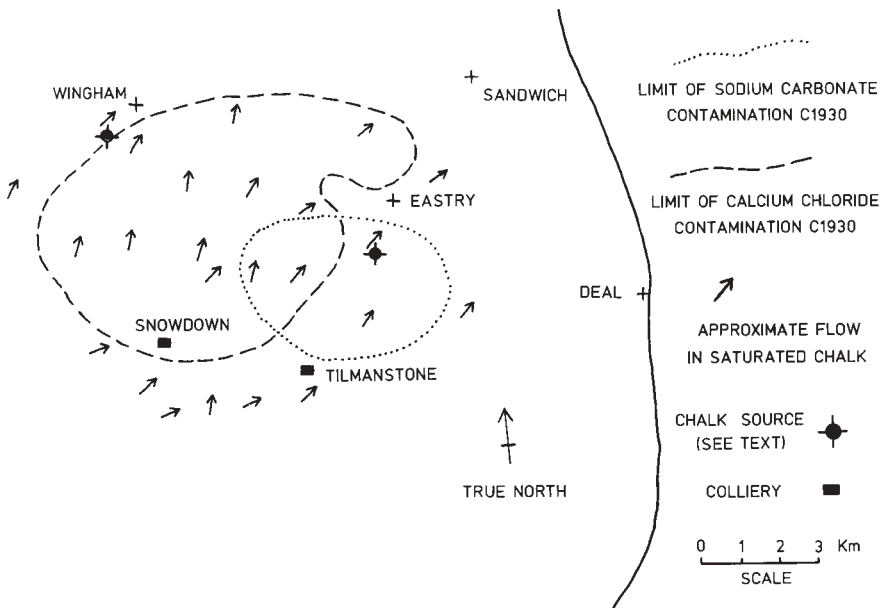 WINGHAM
SANDWICH
EASTRY
DEAL
SNOWDOWN
TILMANSTONE
TRUE NORTH
LIMIT OF SODIUM CARBONATE
CONTAMINATION C1930
LIMIT OF CALCIUM CHLORIDE
CONTAMINATION C1930
APPROXIMATE FLOW
IN SATURATED CHALK
CHALK SOURCE
(SEE TEXT)
COLLIERY
0 1 2 3 Km
SCALE